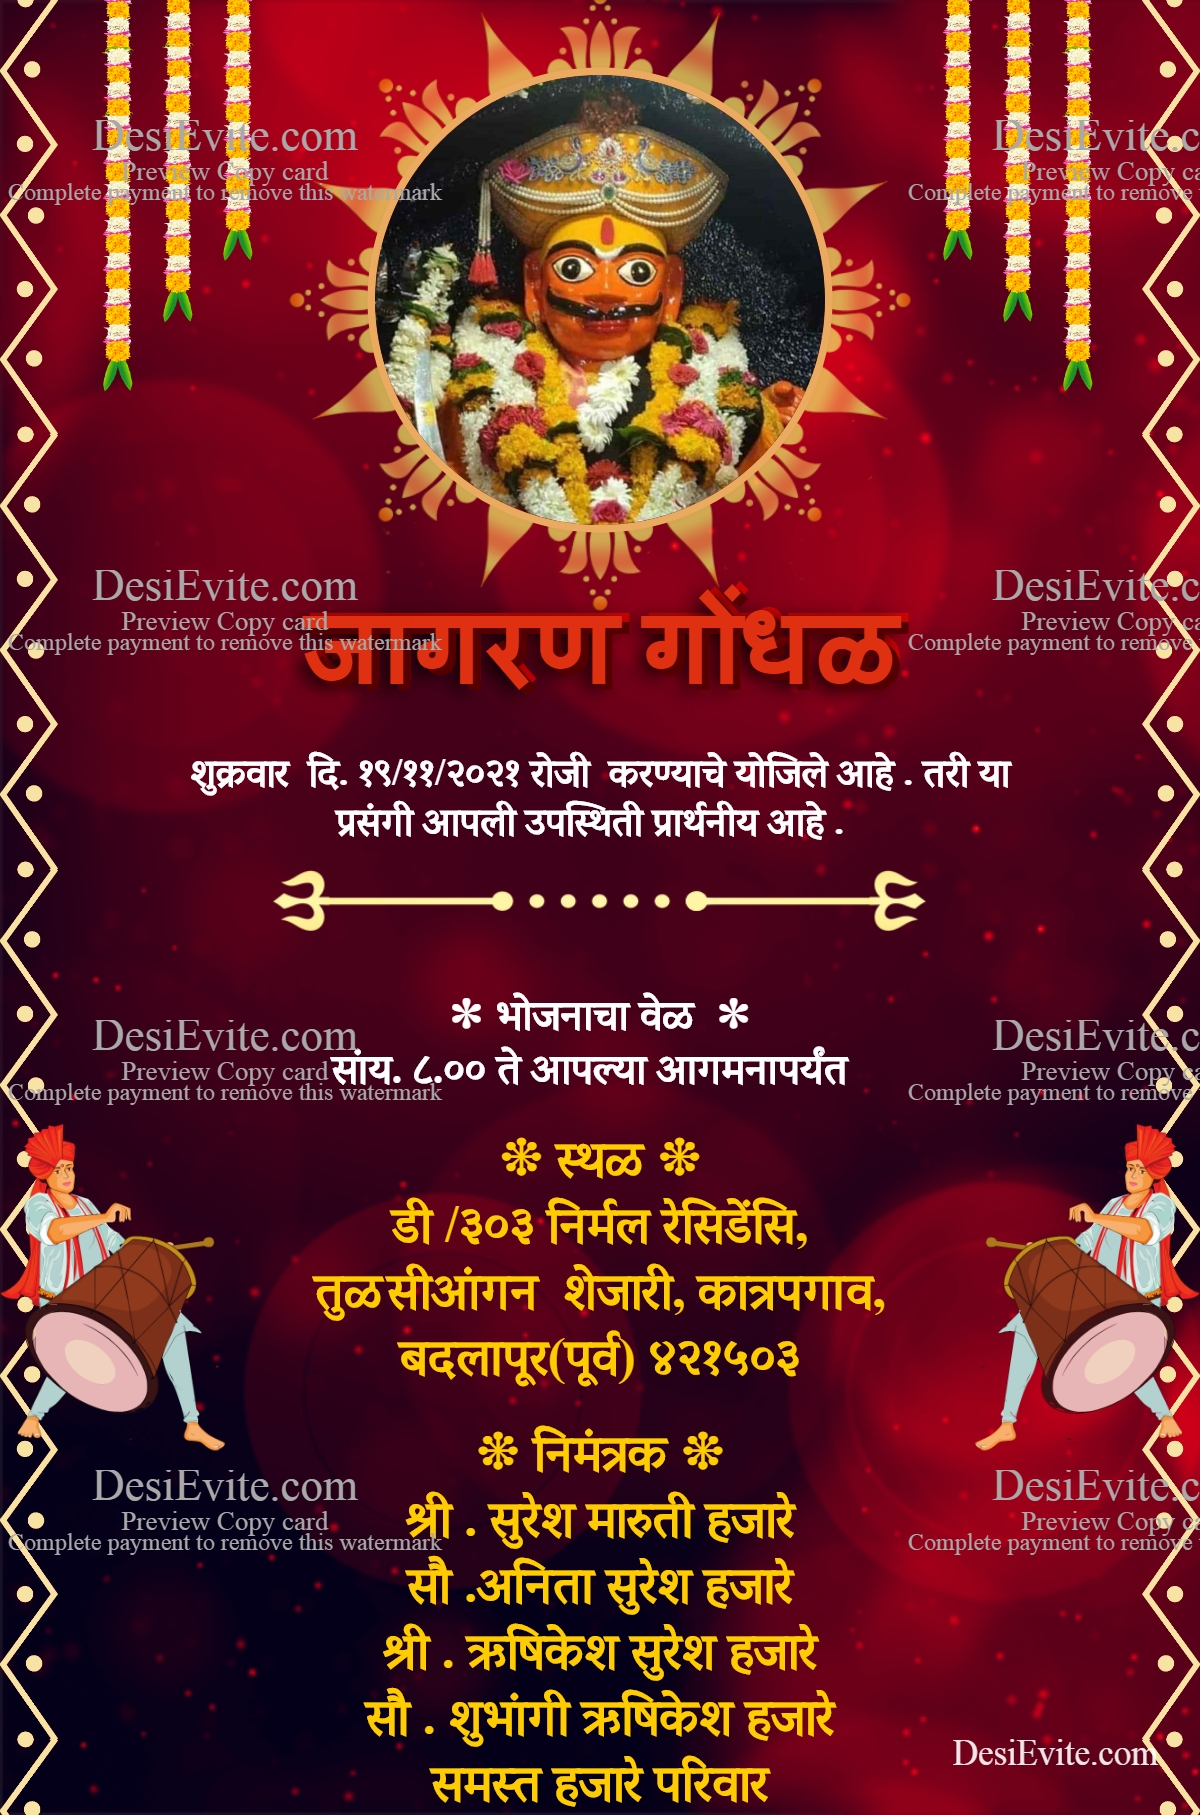 DesiEvite.com
Preview Copy card
Complete payment to remove this watermark
DesiEvite.c
Preview Copy ca
Complete payment to remove
DesiEvite.com
Preview Copy card
Complete payment to remove this watermark
DesiEvite.c
Preview Copy ca
Complete payment to remove
जागरण गोंधळ
शुक्रवार दि. १९/११/२०२१ रोजी करण्याचे योजिले आहे . तरी या
प्रसंगी आपली उपस्थिती प्रार्थनीय आहे .
✻ भोजनाचा वेळ ✻
सांय. ८.०० ते आपल्या आगमनापर्यंत
DesiEvite.com
Preview Copy card
Complete payment to remove this watermark
DesiEvite.c
Preview Copy ca
Complete payment to remove
❇ स्थळ ❇
डी /३०३ निर्मल रेसिडेंसि,
तुळसीआंगन शेजारी, कात्रपगाव,
बदलापूर(पूर्व) ४२१५०३
❇ निमंत्रक ❇
श्री . सुरेश मारुती हजारे
सौ .अनिता सुरेश हजारे
श्री . ऋषिकेश सुरेश हजारे
सौ . शुभांगी ऋषिकेश हजारे
समस्त हजारे परिवार
DesiEvite.com
Preview Copy card
Complete payment to remove this watermark
DesiEvite.c
Preview Copy ca
Complete payment to remove
DesiEvite.com